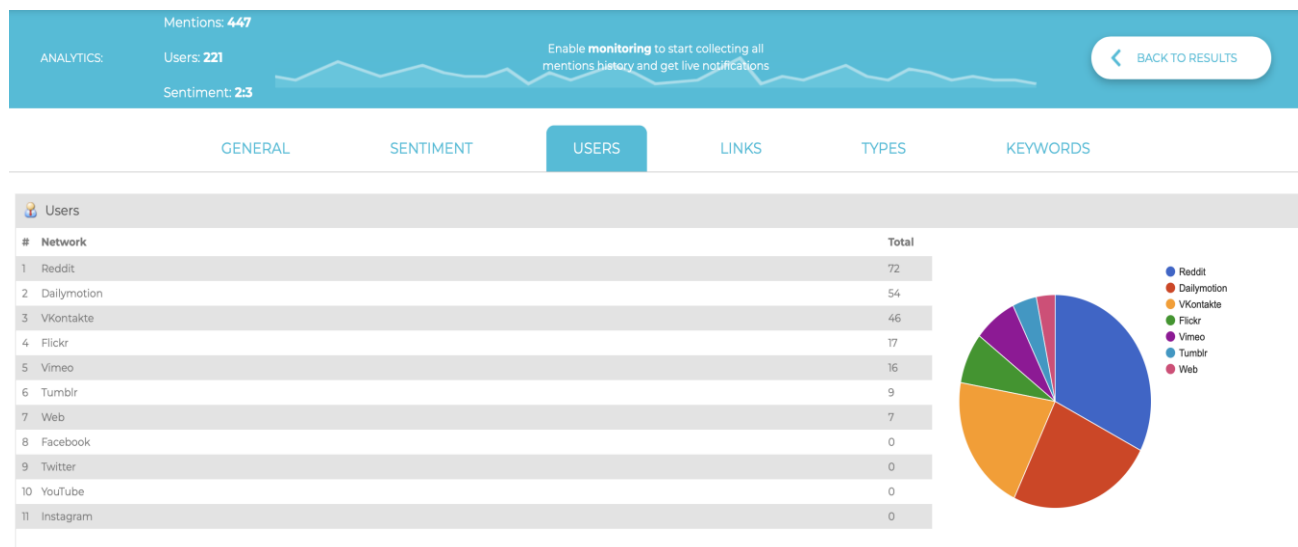 Mentions: 447
ANALYTICS:
Users: 221
Sentiment: 2:3
Enable monitoring to start collecting all
mentions history and get live notifications
BACK TO RESULTS
GENERAL SENTIMENT USERS LINKS TYPES KEYWORDS
Users
# Network Total
1 Reddit 72
2 Dailymotion 54
3 VKontakte 46
4 Flickr 17
5 Vimeo 16
6 Tumblr 9
7 Web 7
8 Facebook 0
9 Twitter 0
10 YouTube 0
11 Instagram 0
Reddit
Dailymotion
VKontakte
Flickr
Vimeo
Tumblr
Web